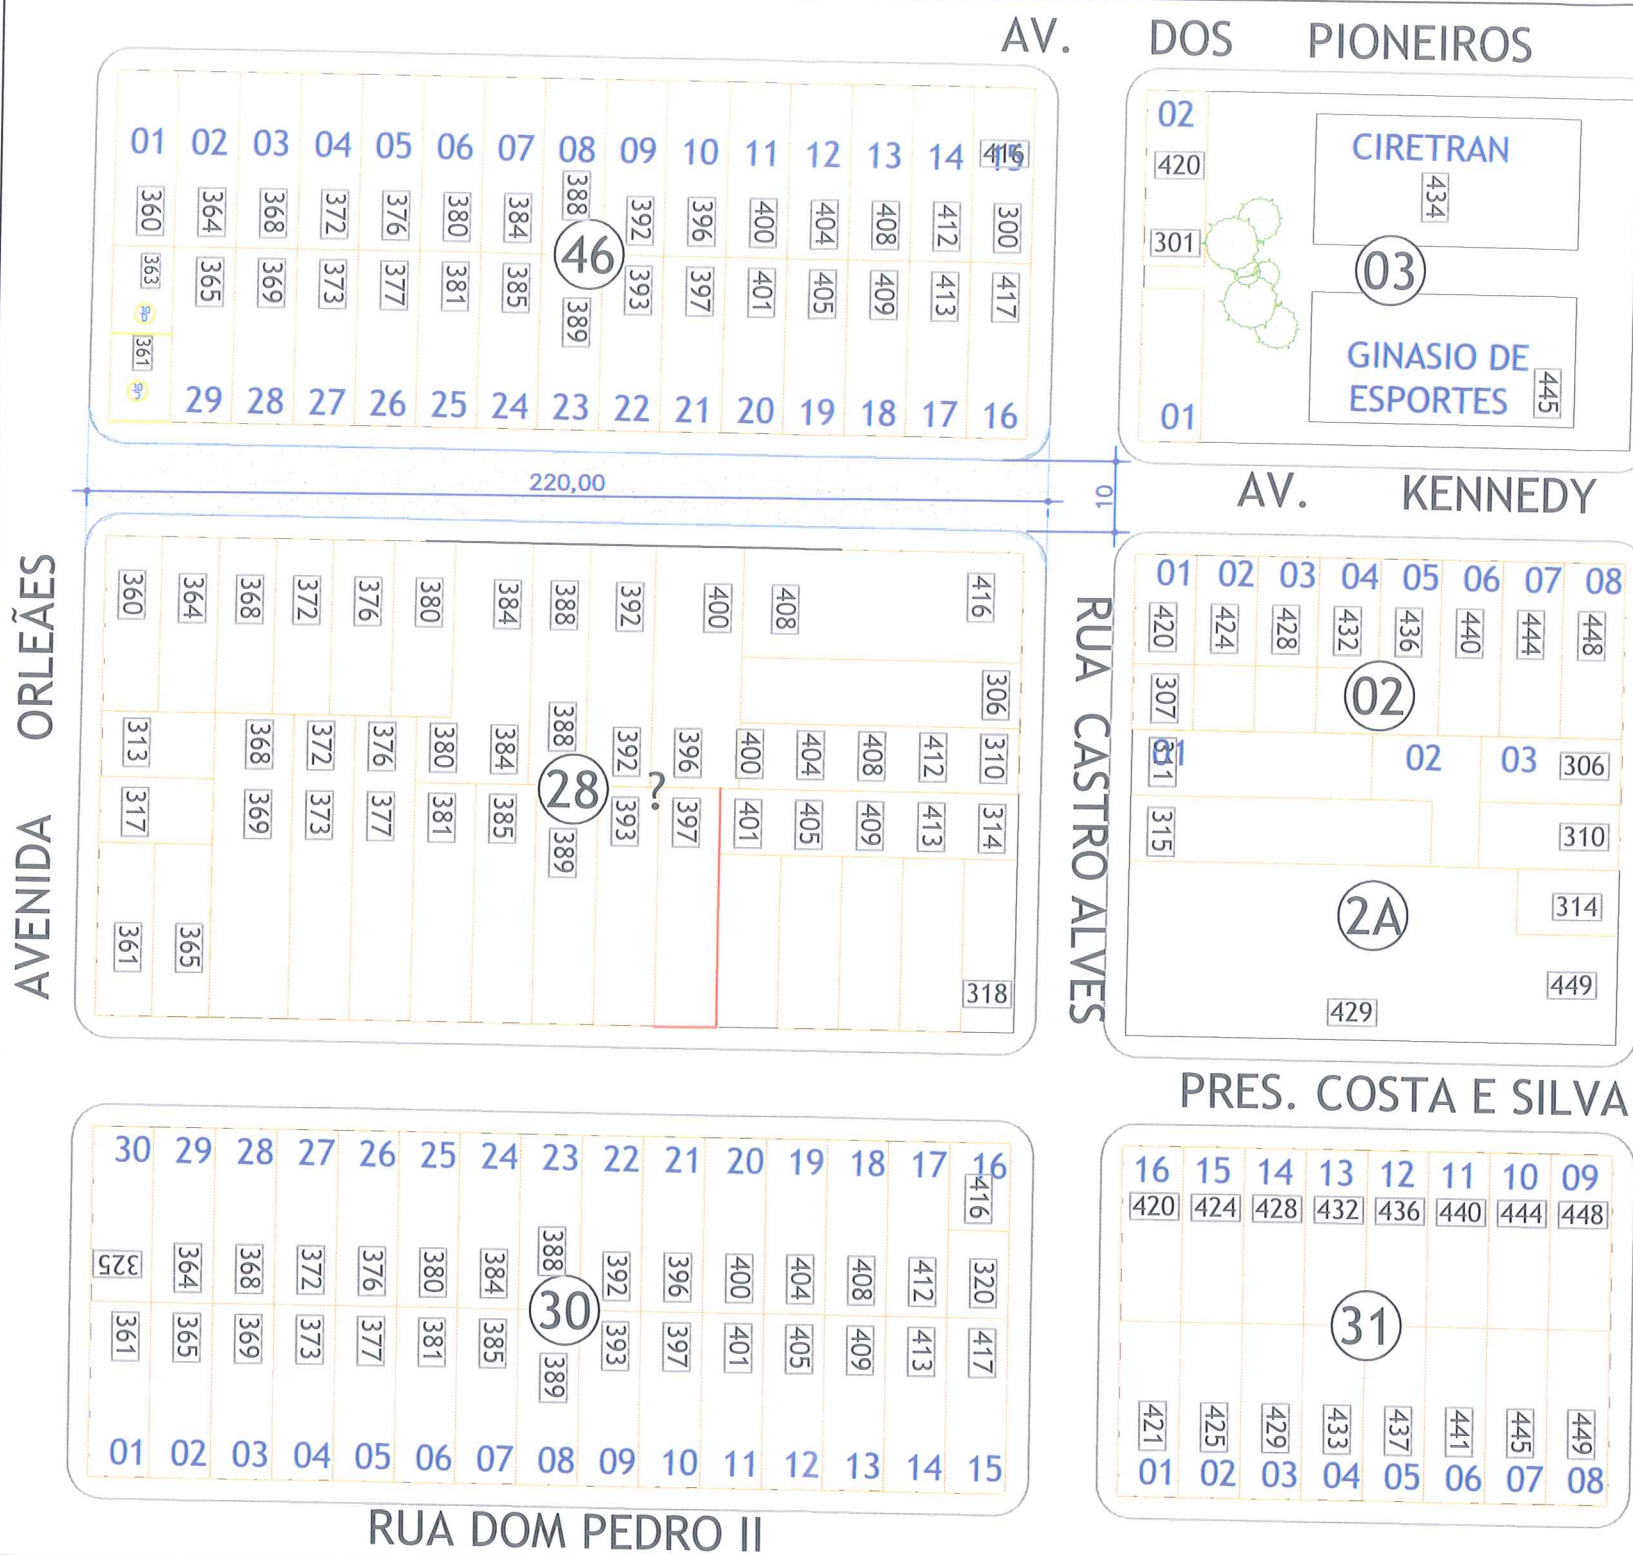 AV. DOS PIONEIROS
01 02 03 04 05 06 07 08 09 10 11 12 13 14 15
416
360 364 368 372 376 380 384 388 392 396 400 404 408 412 300
46
363 365 369 373 377 381 385 389 393 397 401 405 409 413 417
361
29 28 27 26 25 24 23 22 21 20 19 18 17 16
02
420
301
01
CIRETRAN
434
03
GINASIO DE
ESPORTES
445
220,00
10
AV. KENNEDY
AVENIDA ORLEÃES
360 364 368 372 376 380 384 388 392 400 408 416
306
313 368 372 376 380 384 388 392 396 400 404 408 412 310
28
?
317 369 373 377 381 385 389 393 397 401 405 409 413 314
361 365
318
RUA CASTRO ALVES
01 02 03 04 05 06 07 08
420 424 428 432 436 440 444 448
307
02
01 02 03
311
306
315
310
2A
314
449
429
PRES. COSTA E SILVA
30 29 28 27 26 25 24 23 22 21 20 19 18 17 16
416
325 364 368 372 376 380 384 388 392 396 400 404 408 412 320
30
361 365 369 373 377 381 385 389 393 397 401 405 409 413 417
01 02 03 04 05 06 07 08 09 10 11 12 13 14 15
16 15 14 13 12 11 10 09
420 424 428 432 436 440 444 448
31
421 425 429 433 437 441 445 449
01 02 03 04 05 06 07 08
RUA DOM PEDRO II